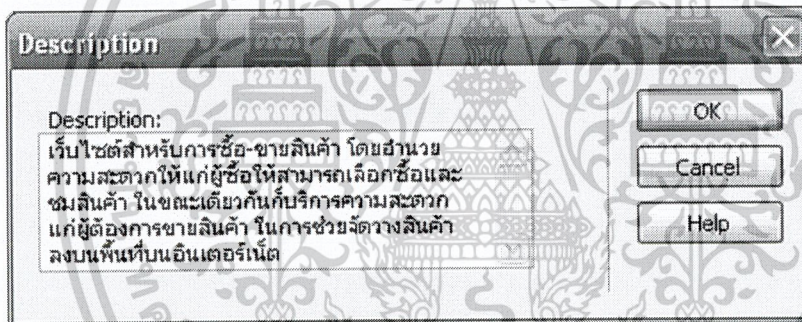 Description
Description:
OK
เว็บไซต์สำหรับการซื้อ-ขายสินค้า โดยอำนวย
ความสะดวกให้แก่ผู้ซื้อให้สามารถเลือกซื้อและ
Cancel
ชมสินค้า ในขณะเดียวกันก็บริการความสะดวก
แก่ผู้ต้องการขายสินค้า ในการช่วยจัดวางสินค้า
Help
ลงบนพื้นที่บนอินเตอร์เน็ต